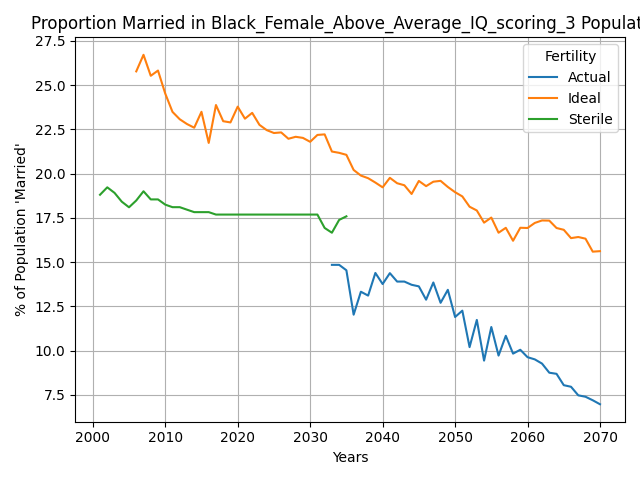 Proportion Married in Black_Female_Above_Average_IQ_scoring_3 Populat
27.5
25.0
22.5
20.0
17.5
15.0
12.5
10.0
7.5
% of Population 'Married'
Fertility
Actual
Ideal
Sterile
2000 2010 2020 2030 2040 2050 2060 2070
Years